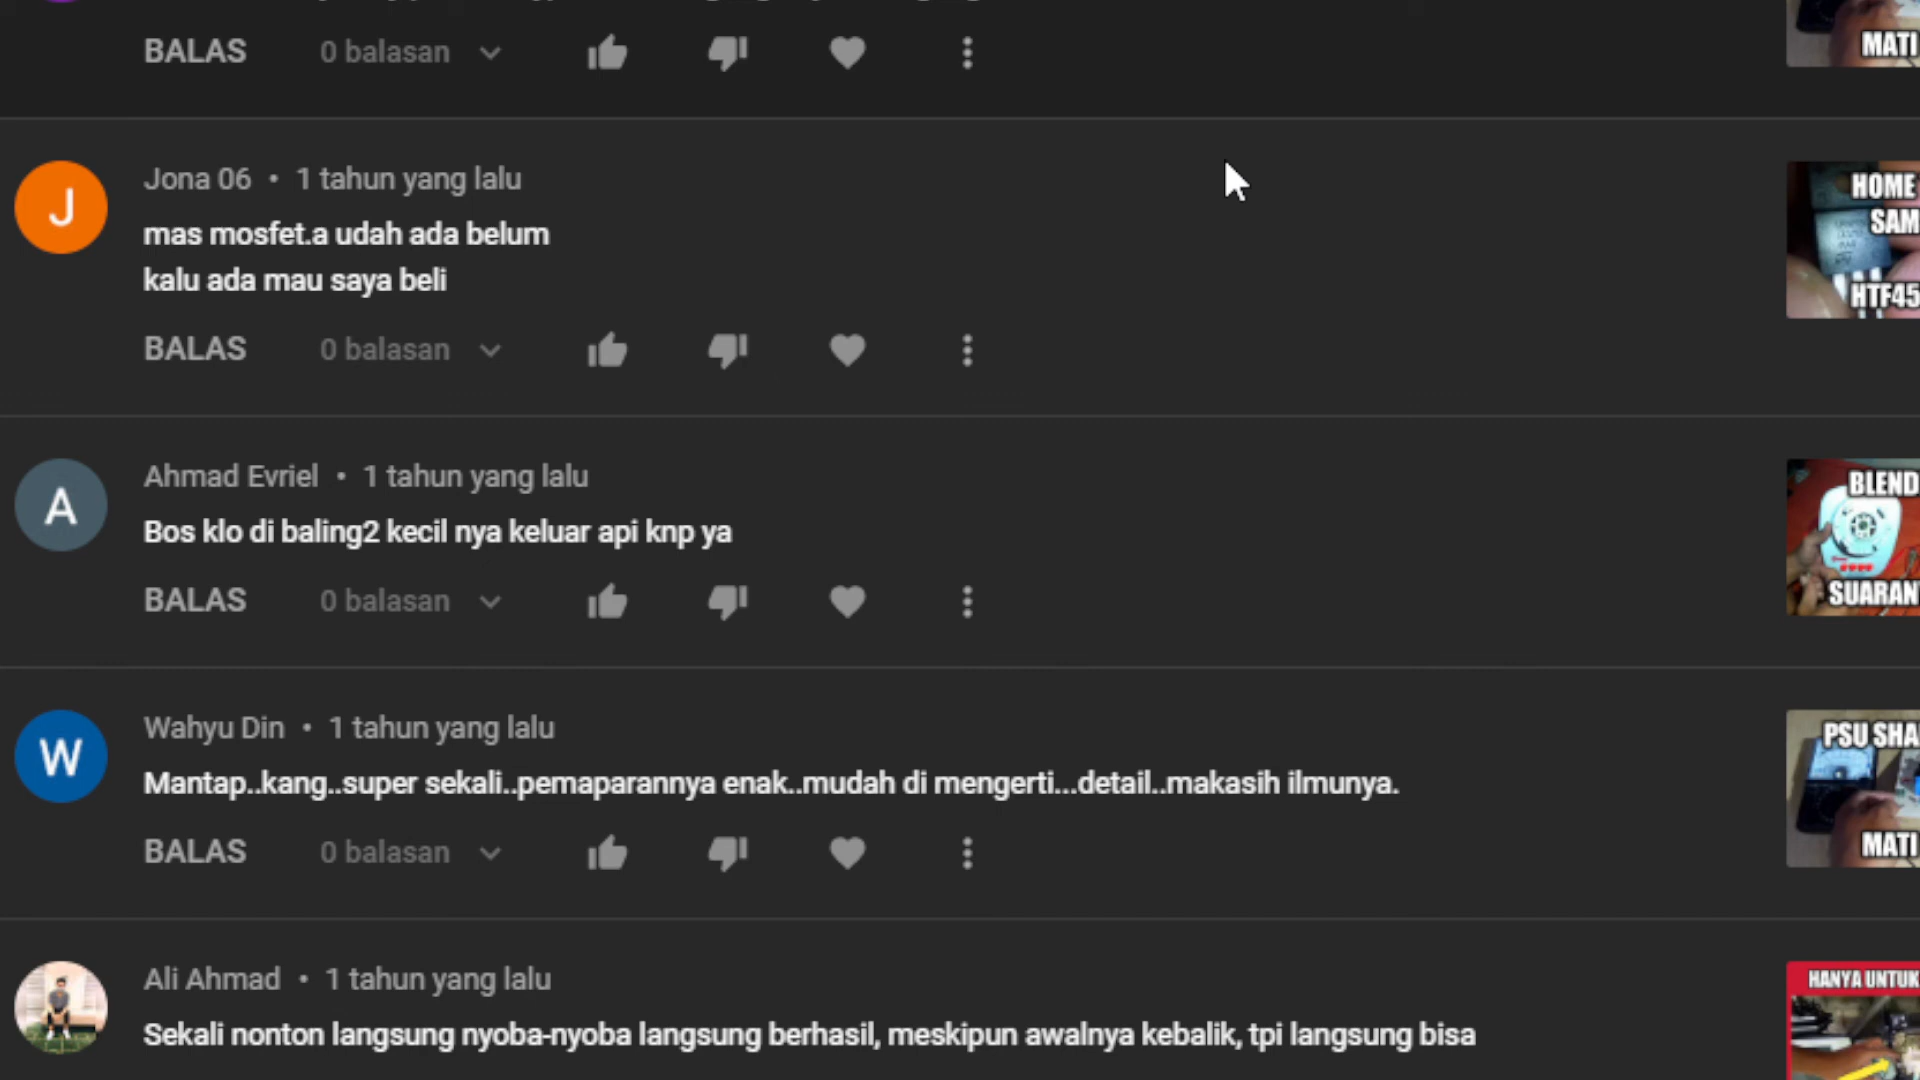 BALAS 0 balasan
MATI
J
Jona 06 • 1 tahun yang lalu
mas mosfet.a udah ada belum
kalu ada mau saya beli
BALAS 0 balasan
HOME
SAM
HTF45
A
Ahmad Evriel • 1 tahun yang lalu
Bos klo di baling2 kecil nya keluar api knp ya
BALAS 0 balasan
BLEND
SUARAN
W
Wahyu Din • 1 tahun yang lalu
Mantap..kang..super sekali..pemaparannya enak..mudah di mengerti...detail..makasih ilmunya.
BALAS 0 balasan
PSU SHA
MATI
Ali Ahmad • 1 tahun yang lalu
Sekali nonton langsung nyoba-nyoba langsung berhasil, meskipun awalnya kebalik, tpi langsung bisa
HANYA UNTUK